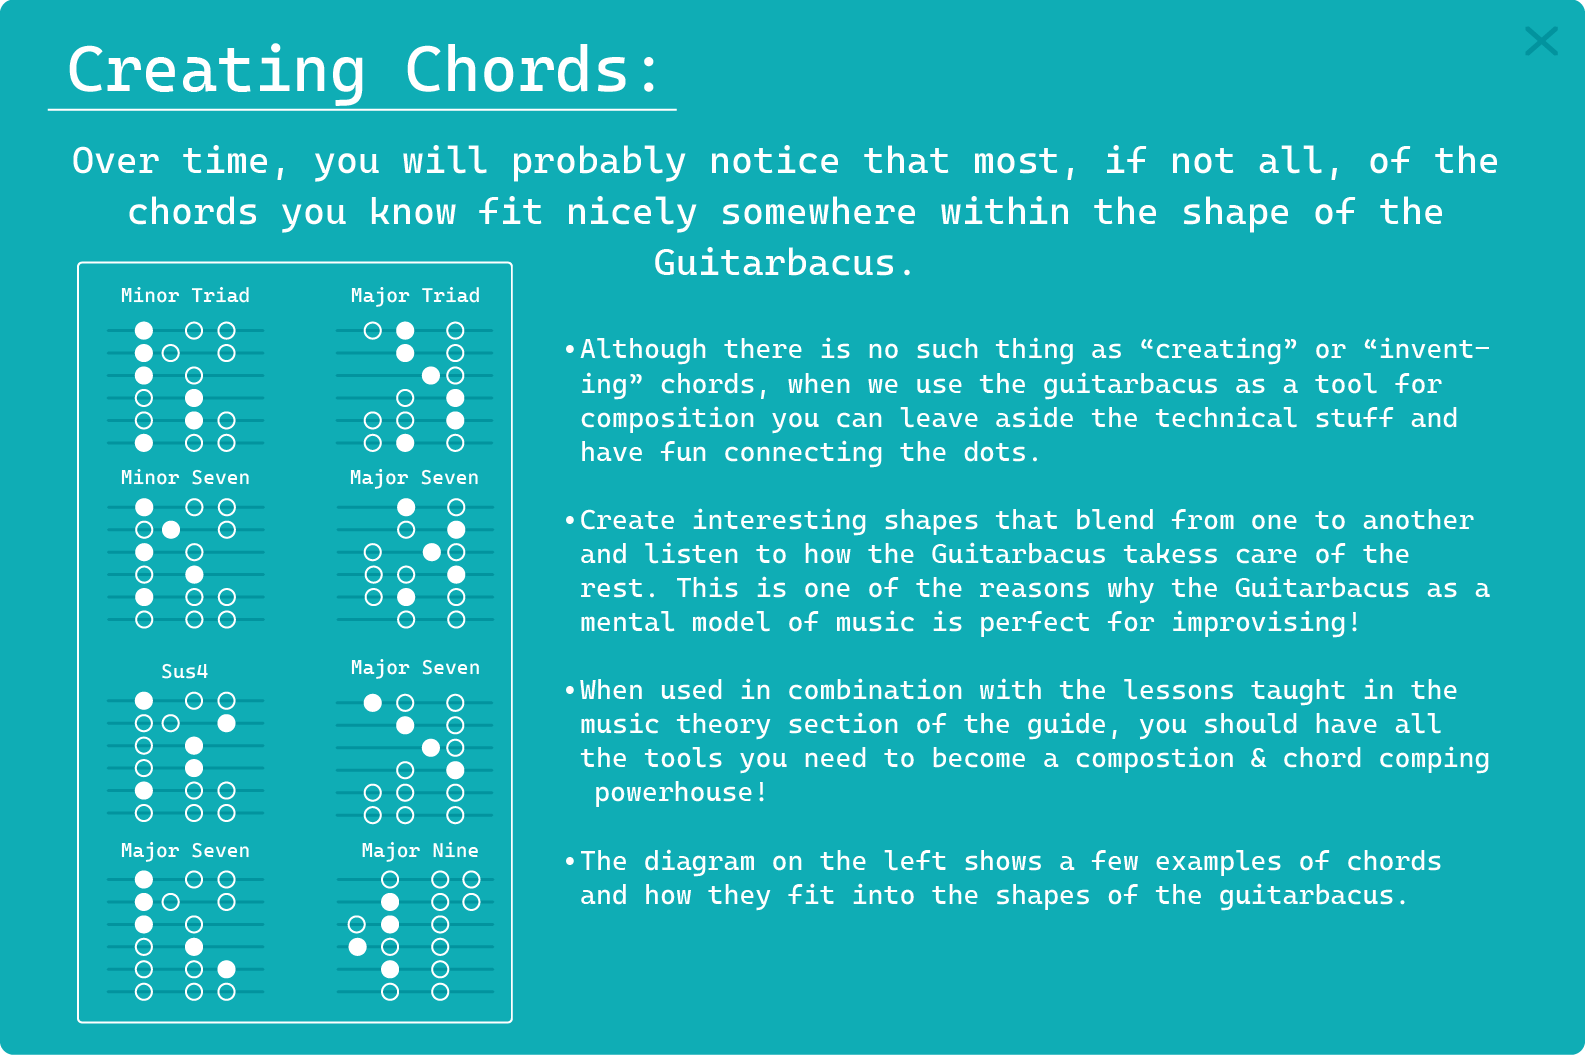 Creating Chords:
Over time, you will probably notice that most, if not all, of the
chords you know fit nicely somewhere within the shape of the
Guitarbacus.
Minor Triad
Major Triad
Minor Seven
Major Seven
Sus4
Major Seven
Major Seven
Major Nine
•Although there is no such thing as “creating” or “invent-
ing” chords, when we use the guitarbacus as a tool for
composition you can leave aside the technical stuff and
have fun connecting the dots.
•Create interesting shapes that blend from one to another
and listen to how the Guitarbacus takess care of the
rest. This is one of the reasons why the Guitarbacus as a
mental model of music is perfect for improvising!
•When used in combination with the lessons taught in the
music theory section of the guide, you should have all
the tools you need to become a compostion & chord comping
powerhouse!
•The diagram on the left shows a few examples of chords
and how they fit into the shapes of the guitarbacus.